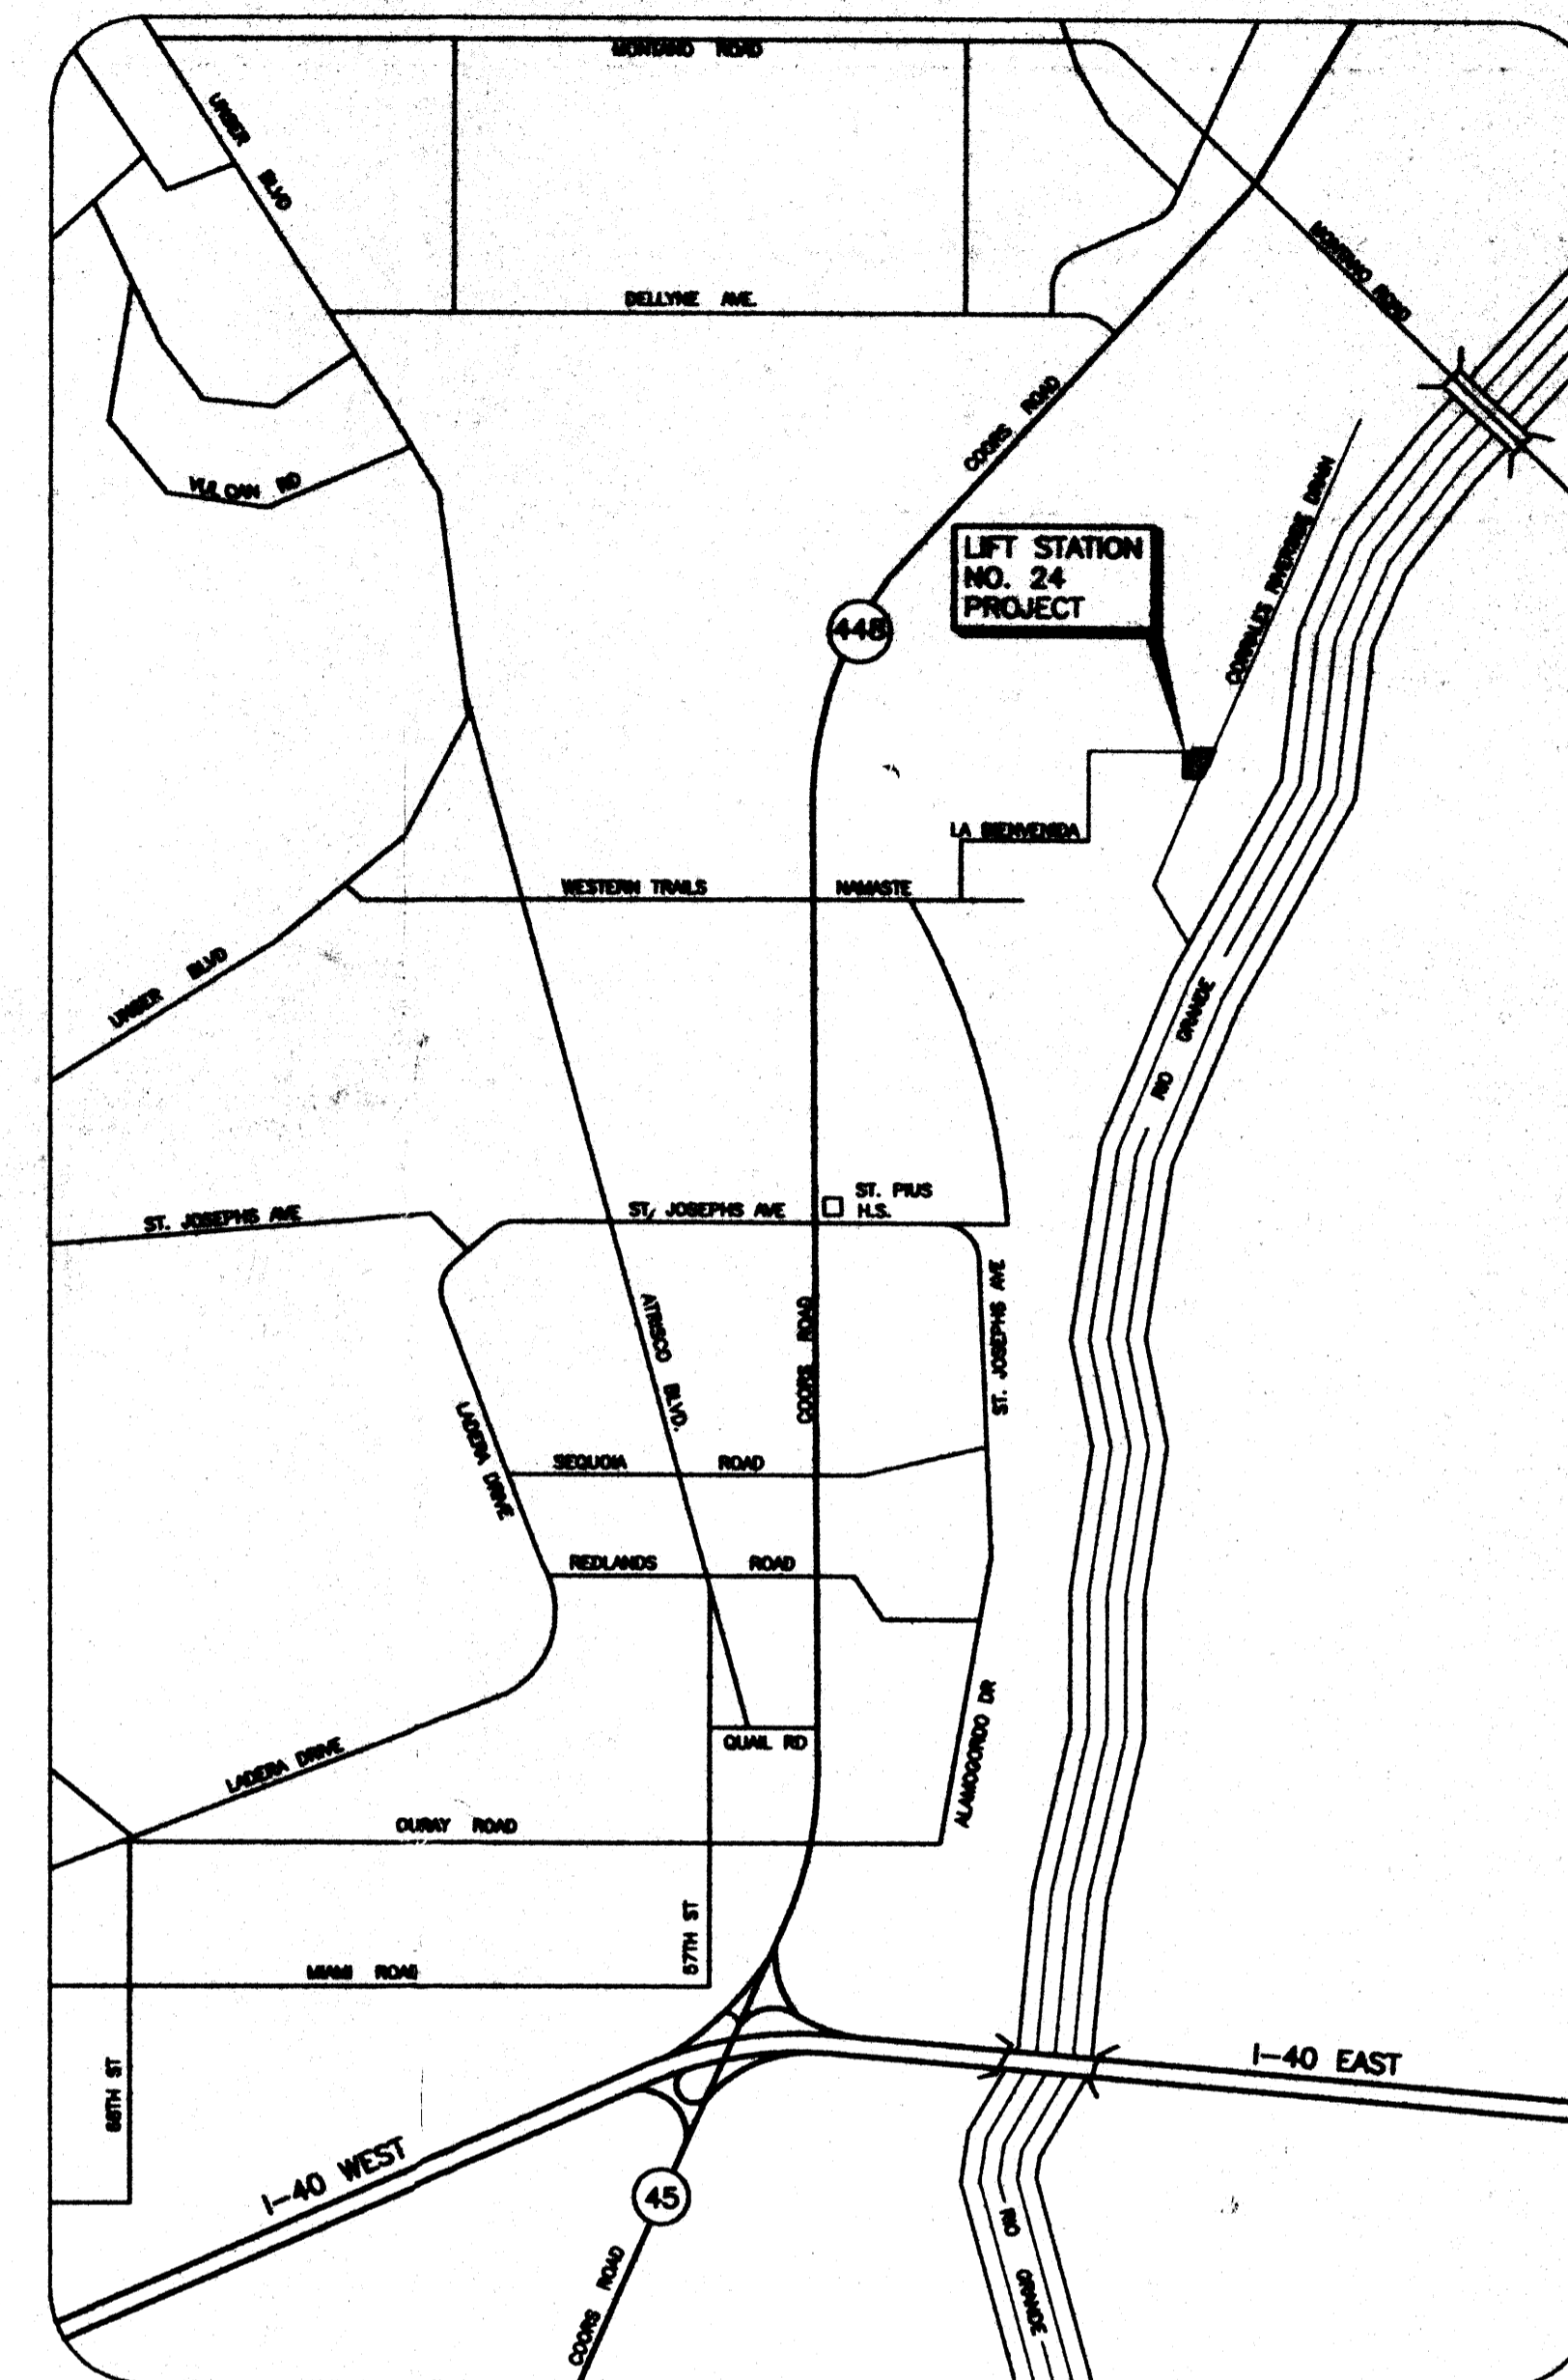 MONTANO ROAD
UNSER BLVD
MONTANO ROAD
DELLYNE AVE.
COORS ROAD
VULCAN RD
CORRALES RIVERSIDE DRAIN
LIFT STATION
NO. 24
PROJECT
448
LA BIENVENIDA
WESTERN TRAILS
NAMASTE
UNSER BLVD
RIO GRANDE
ST. PIUS
H.S.
ST. JOSEPHS AVE
ST. JOSEPHS AVE
ST. JOSEPHS AVE
ATRISCO BLVD.
COORS ROAD
LADERA DRIVE
SEQUOIA ROAD
REDLANDS ROAD
QUAIL RD
ALAMOGORDO DR
LADERA DRIVE
OURAY ROAD
57TH ST
MIAMI ROAD
I-40 EAST
68TH ST
I-40 WEST
45
RIO GRANDE
COORS ROAD